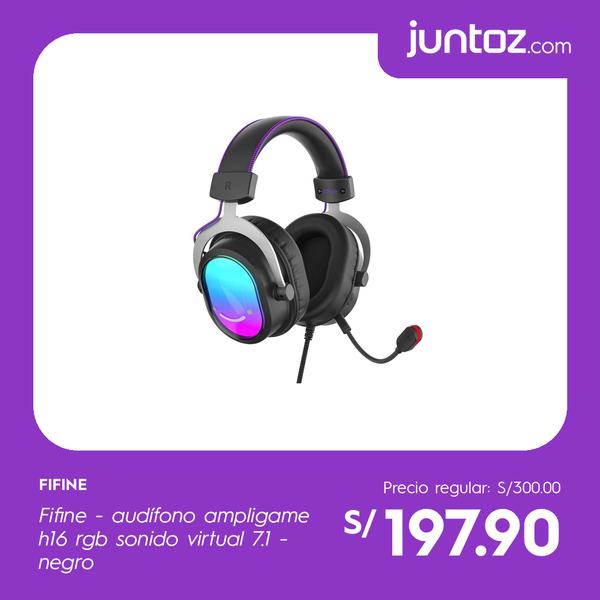 juntoz.com
R
FIFINE
Fifine - audífono ampligame
h16 rgb sonido virtual 7.1 -
negro
Precio regular: S/300.00
S/197.90